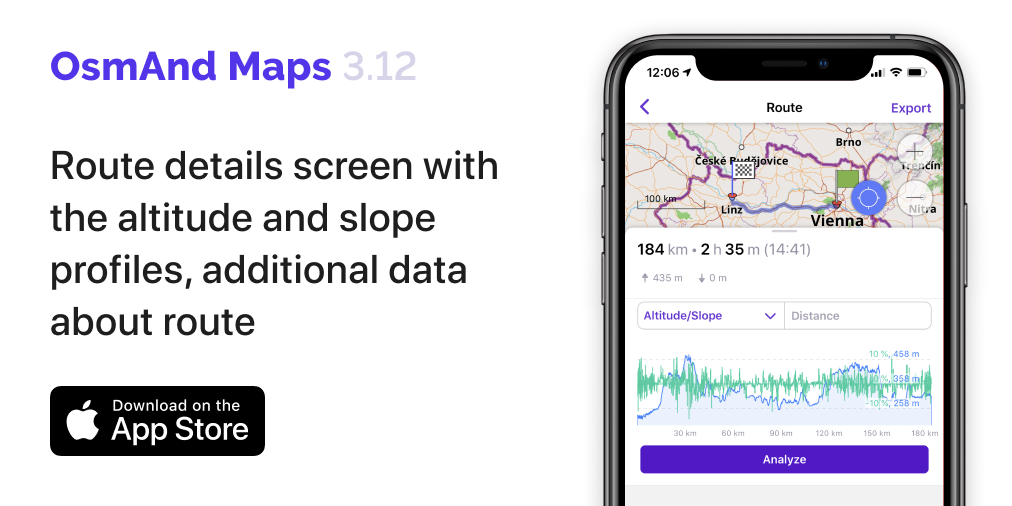 OsmAnd Maps 3.12
Route details screen with
the altitude and slope
profiles, additional data
about route
Download on the
App Store
12:06
Route
Export
Brno
České Budějovice
Trenčín
100 km
Linz
Nitra
Vienna
184 km • 2 h 35 m (14:41)
435 m 0 m
Altitude/Slope
Distance
10 %, 458 m
0 %, 358 m
-10 %, 258 m
30 km 60 km 90 km 120 km 150 km 180 km
Analyze